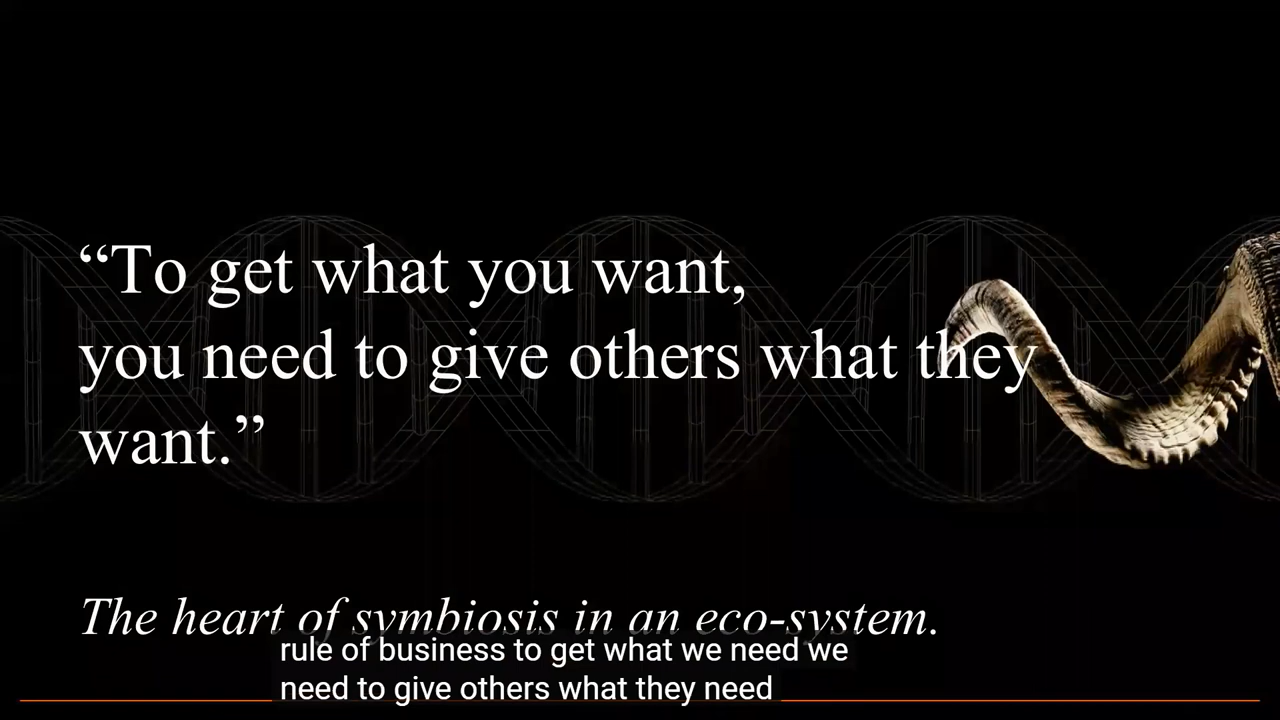 “To get what you want,
you need to give others what they
want.”
The heart of symbiosis in an eco-system.
rule of business to get what we need we
need to give others what they need